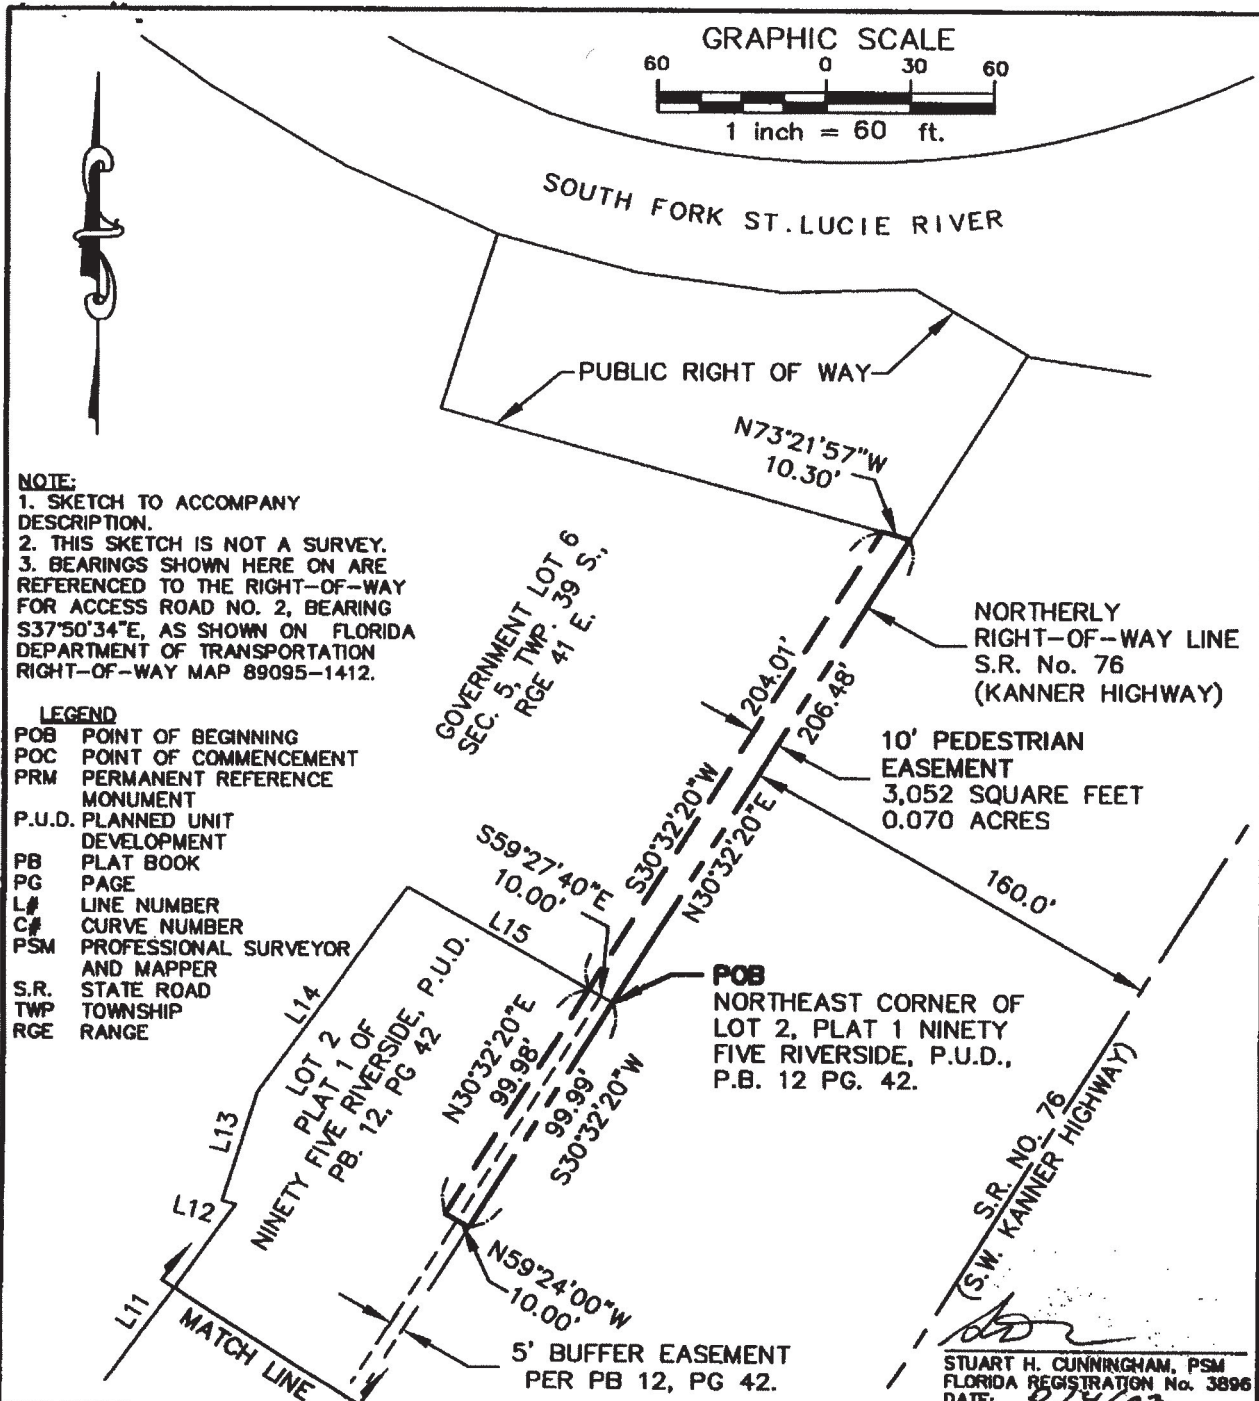 GRAPHIC SCALE
60 0 30 60
1 inch = 60 ft.
SOUTH FORK ST. LUCIE RIVER
PUBLIC RIGHT OF WAY
N73°21'57"W
10.30'
NOTE:
1. SKETCH TO ACCOMPANY
DESCRIPTION.
2. THIS SKETCH IS NOT A SURVEY.
3. BEARINGS SHOWN HERE ON ARE
REFERENCED TO THE RIGHT-OF-WAY
FOR ACCESS ROAD NO. 2, BEARING
S37°50'34"E, AS SHOWN ON FLORIDA
DEPARTMENT OF TRANSPORTATION
RIGHT-OF-WAY MAP 89095-1412.
GOVERNMENT LOT 6
SEC. 5, TWP. 39 S.,
RGE 41 E.
NORTHERLY
RIGHT-OF-WAY LINE
S.R. No. 76
(KANNER HIGHWAY)
204.01'
206.48'
S30°32'20"W
N30°32'20"E
10' PEDESTRIAN
EASEMENT
3,052 SQUARE FEET
0.070 ACRES
LEGEND
POB POINT OF BEGINNING
POC POINT OF COMMENCEMENT
PRM PERMANENT REFERENCE
MONUMENT
P.U.D. PLANNED UNIT
DEVELOPMENT
PB PLAT BOOK
PG PAGE
L# LINE NUMBER
C# CURVE NUMBER
PSM PROFESSIONAL SURVEYOR
AND MAPPER
S.R. STATE ROAD
TWP TOWNSHIP
RGE RANGE
S59°27'40"E
10.00'
160.0'
L15
L14
L13
L12
L11
POB
NORTHEAST CORNER OF
LOT 2, PLAT 1 NINETY
FIVE RIVERSIDE, P.U.D.,
P.B. 12 PG. 42.
LOT 2
PLAT 1 OF
NINETY FIVE RIVERSIDE, P.U.D.
PB. 12, PG 42
N30°32'20"E
99.98'
99.99'
S30°32'20"W
N59°24'00"W
10.00'
MATCH LINE
5' BUFFER EASEMENT
PER PB 12, PG 42.
S.R. NO. 76
(S.W. KANNER HIGHWAY)
STUART H. CUNNINGHAM, PSM
FLORIDA REGISTRATION No. 3896
DATE: